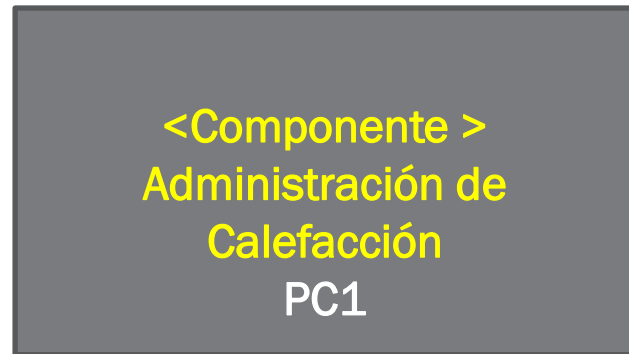 <Componente >
Administración de
Calefacción
PC1